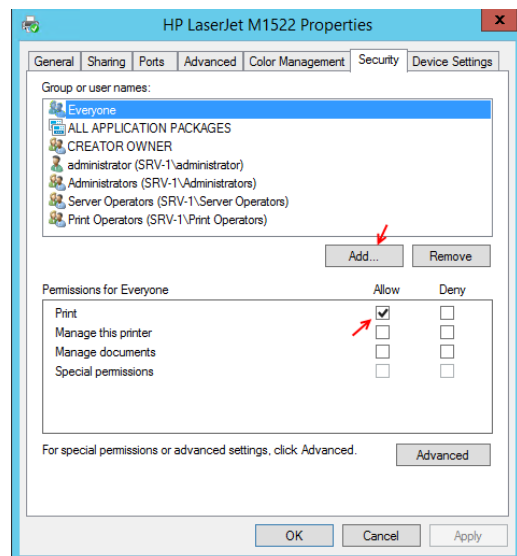 HP LaserJet M1522 Properties
x
General Sharing Ports Advanced Color Management Security Device Settings
Group or user names:
Everyone
ALL APPLICATION PACKAGES
CREATOR OWNER
administrator (SRV-1\administrator)
Administrators (SRV-1\Administrators)
Server Operators (SRV-1\Server Operators)
Print Operators (SRV-1\Print Operators)
Add... Remove
Permissions for Everyone Allow Deny
Print
Manage this printer
Manage documents
Special permissions
For special permissions or advanced settings, click Advanced. Advanced
OK Cancel Apply